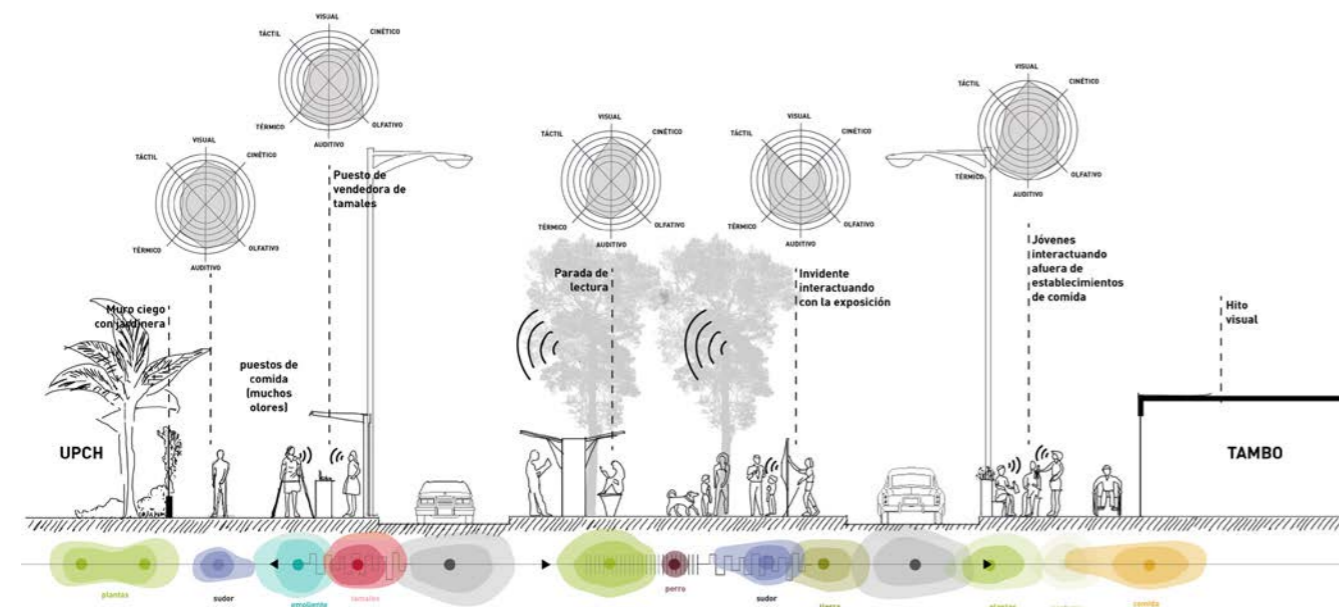 VISUAL
TÁCTIL
CINÉTICO
TÉRMICO
OLFATIVO
AUDITIVO
VISUAL
TÁCTIL
CINÉTICO
TÉRMICO
OLFATIVO
AUDITIVO
VISUAL
TÁCTIL
CINÉTICO
TÉRMICO
OLFATIVO
AUDITIVO
VISUAL
TÁCTIL
CINÉTICO
TÉRMICO
OLFATIVO
AUDITIVO
VISUAL
TÁCTIL
CINÉTICO
TÉRMICO
OLFATIVO
AUDITIVO
Puesto de
vendedora de
tamales
Muro ciego
con jardinera
puestos de
comida
(muchos
olores)
Parada de
lectura
Invidente
interactuando
con la exposición
Jóvenes
interactuando
afuera de
establecimientos
de comida
Hito
visual
UPCH
TAMBO
plantas
sudor
emoliente
tamales
perro
sudor
tierra
plantas
comida